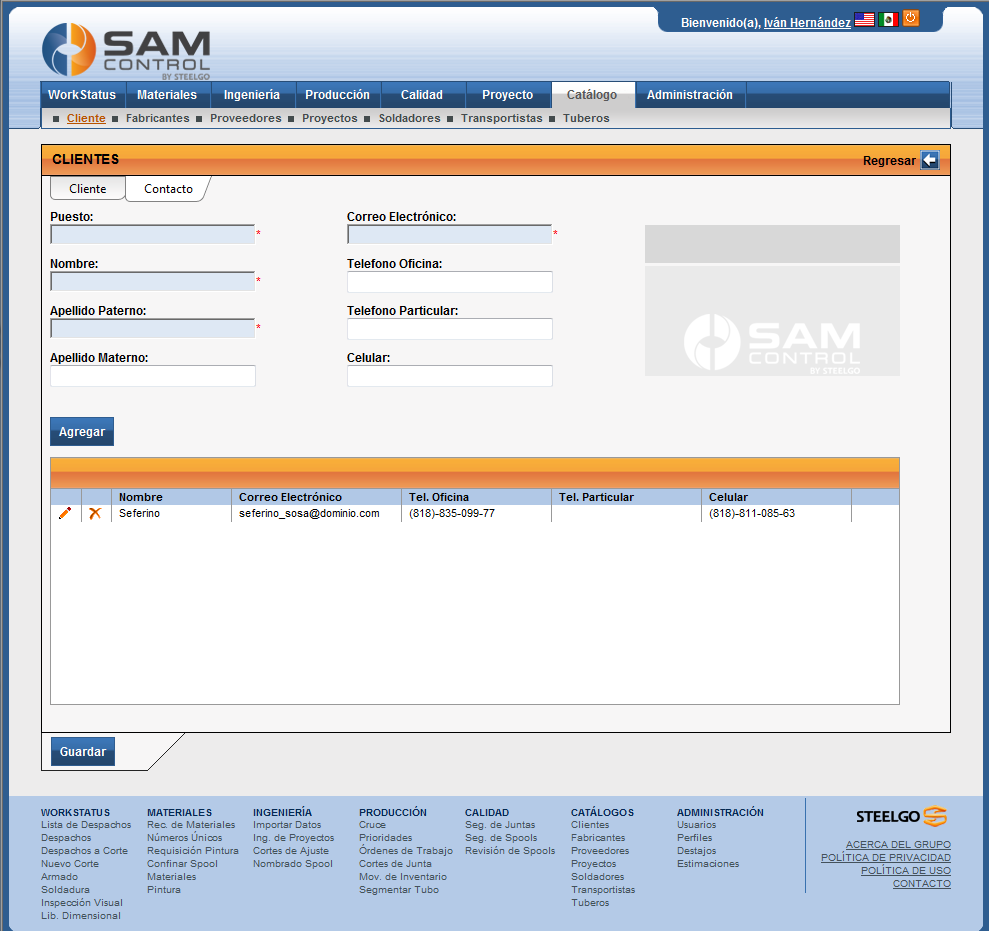 Bienvenido(a), Iván Hernández
SAM
CONTROL
BY STEELGO
WorkStatus Materiales Ingeniería Producción Calidad Proyecto Catálogo Administración
Cliente Fabricantes Proveedores Proyectos Soldadores Transportistas Tuberos
CLIENTES Regresar
Cliente Contacto
Puesto: Correo Electrónico:
* *
Nombre: Telefono Oficina:
*
Apellido Paterno: Telefono Particular:
*
Apellido Materno: Celular:
SAM
CONTROL
BY STEELGO
Agregar
Nombre Correo Electrónico Tel. Oficina Tel. Particular Celular
Seferino seferino_sosa@dominio.com (818)-835-099-77 (818)-811-085-63
Guardar
WORKSTATUS
Lista de Despachos
Despachos
Despachos a Corte
Nuevo Corte
Armado
Soldadura
Inspección Visual
Lib. Dimensional
MATERIALES
Rec. de Materiales
Números Únicos
Requisición Pintura
Confinar Spool
Materiales
Pintura
INGENIERÍA
Importar Datos
Ing. de Proyectos
Cortes de Ajuste
Nombrado Spool
PRODUCCIÓN
Cruce
Prioridades
Órdenes de Trabajo
Cortes de Junta
Mov. de Inventario
Segmentar Tubo
CALIDAD
Seg. de Juntas
Seg. de Spools
Revisión de Spools
CATÁLOGOS
Clientes
Fabricantes
Proveedores
Proyectos
Soldadores
Transportistas
Tuberos
ADMINISTRACIÓN
Usuarios
Perfiles
Destajos
Estimaciones
STEELGO
ACERCA DEL GRUPO
POLÍTICA DE PRIVACIDAD
POLÍTICA DE USO
CONTACTO